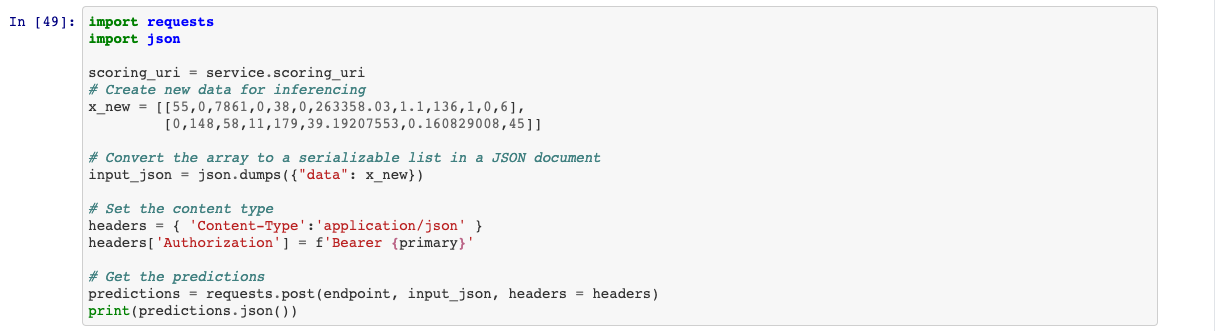 In [49]: import requests
import json
scoring_uri = service.scoring_uri
# Create new data for inferencing
x_new = [[55,0,7861,0,38,0,263358.03,1.1,136,1,0,6],
[0,148,58,11,179,39.19207553,0.160829008,45]]
# Convert the array to a serializable list in a JSON document
input_json = json.dumps({"data": x_new})
# Set the content type
headers = { 'Content-Type':'application/json' }
headers['Authorization'] = f'Bearer {primary}'
# Get the predictions
predictions = requests.post(endpoint, input_json, headers = headers)
print(predictions.json())